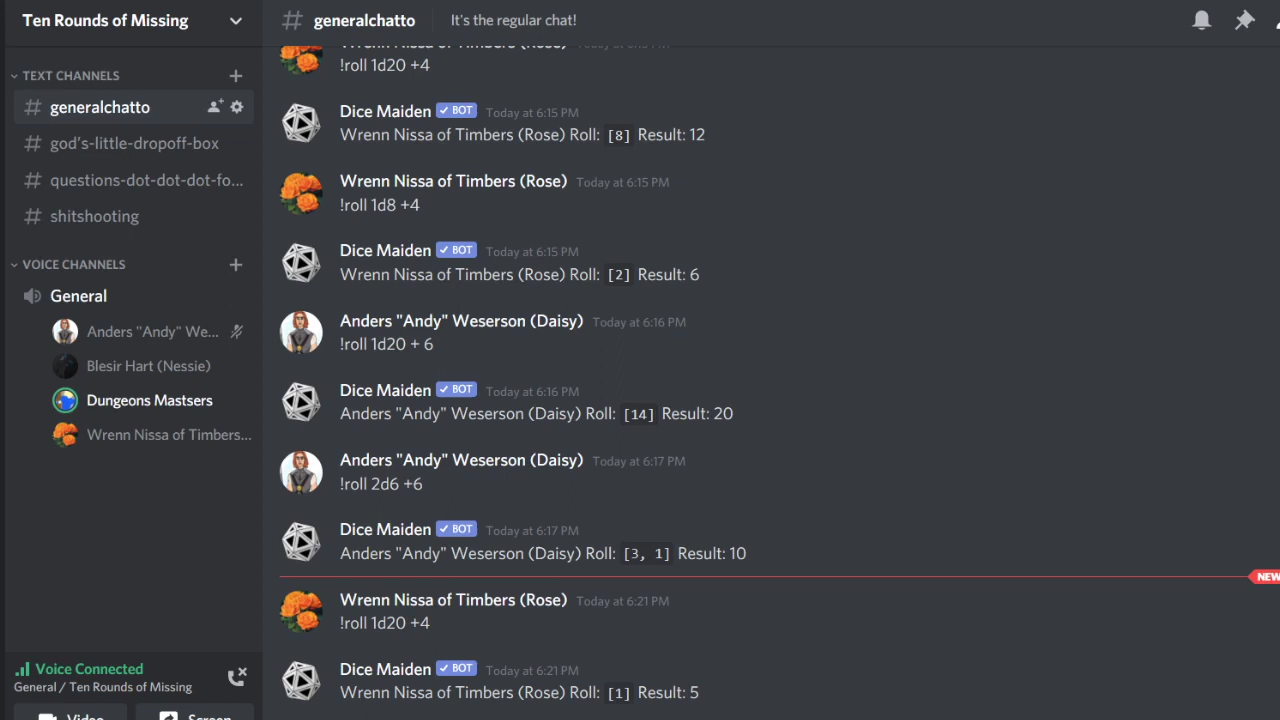 Ten Rounds of Missing
# generalchatto
It's the regular chat!
TEXT CHANNELS
# generalchatto
# god's-little-dropoff-box
# questions-dot-dot-dot-fo...
# shitshooting
VOICE CHANNELS
General
Anders "Andy" We...
Blesir Hart (Nessie)
Dungeons Mastsers
Wrenn Nissa of Timbers...
Voice Connected
General / Ten Rounds of Missing
Video
Screen
Wrenn Nissa of Timbers (Rose)
!roll 1d20 +4
Dice Maiden ✓ BOT Today at 6:15 PM
Wrenn Nissa of Timbers (Rose) Roll: [8] Result: 12
Wrenn Nissa of Timbers (Rose) Today at 6:15 PM
!roll 1d8 +4
Dice Maiden ✓ BOT Today at 6:15 PM
Wrenn Nissa of Timbers (Rose) Roll: [2] Result: 6
Anders "Andy" Weserson (Daisy) Today at 6:16 PM
!roll 1d20 + 6
Dice Maiden ✓ BOT Today at 6:16 PM
Anders "Andy" Weserson (Daisy) Roll: [14] Result: 20
Anders "Andy" Weserson (Daisy) Today at 6:17 PM
!roll 2d6 +6
Dice Maiden ✓ BOT Today at 6:17 PM
Anders "Andy" Weserson (Daisy) Roll: [3, 1] Result: 10
NEW
Wrenn Nissa of Timbers (Rose) Today at 6:21 PM
!roll 1d20 +4
Dice Maiden ✓ BOT Today at 6:21 PM
Wrenn Nissa of Timbers (Rose) Roll: [1] Result: 5